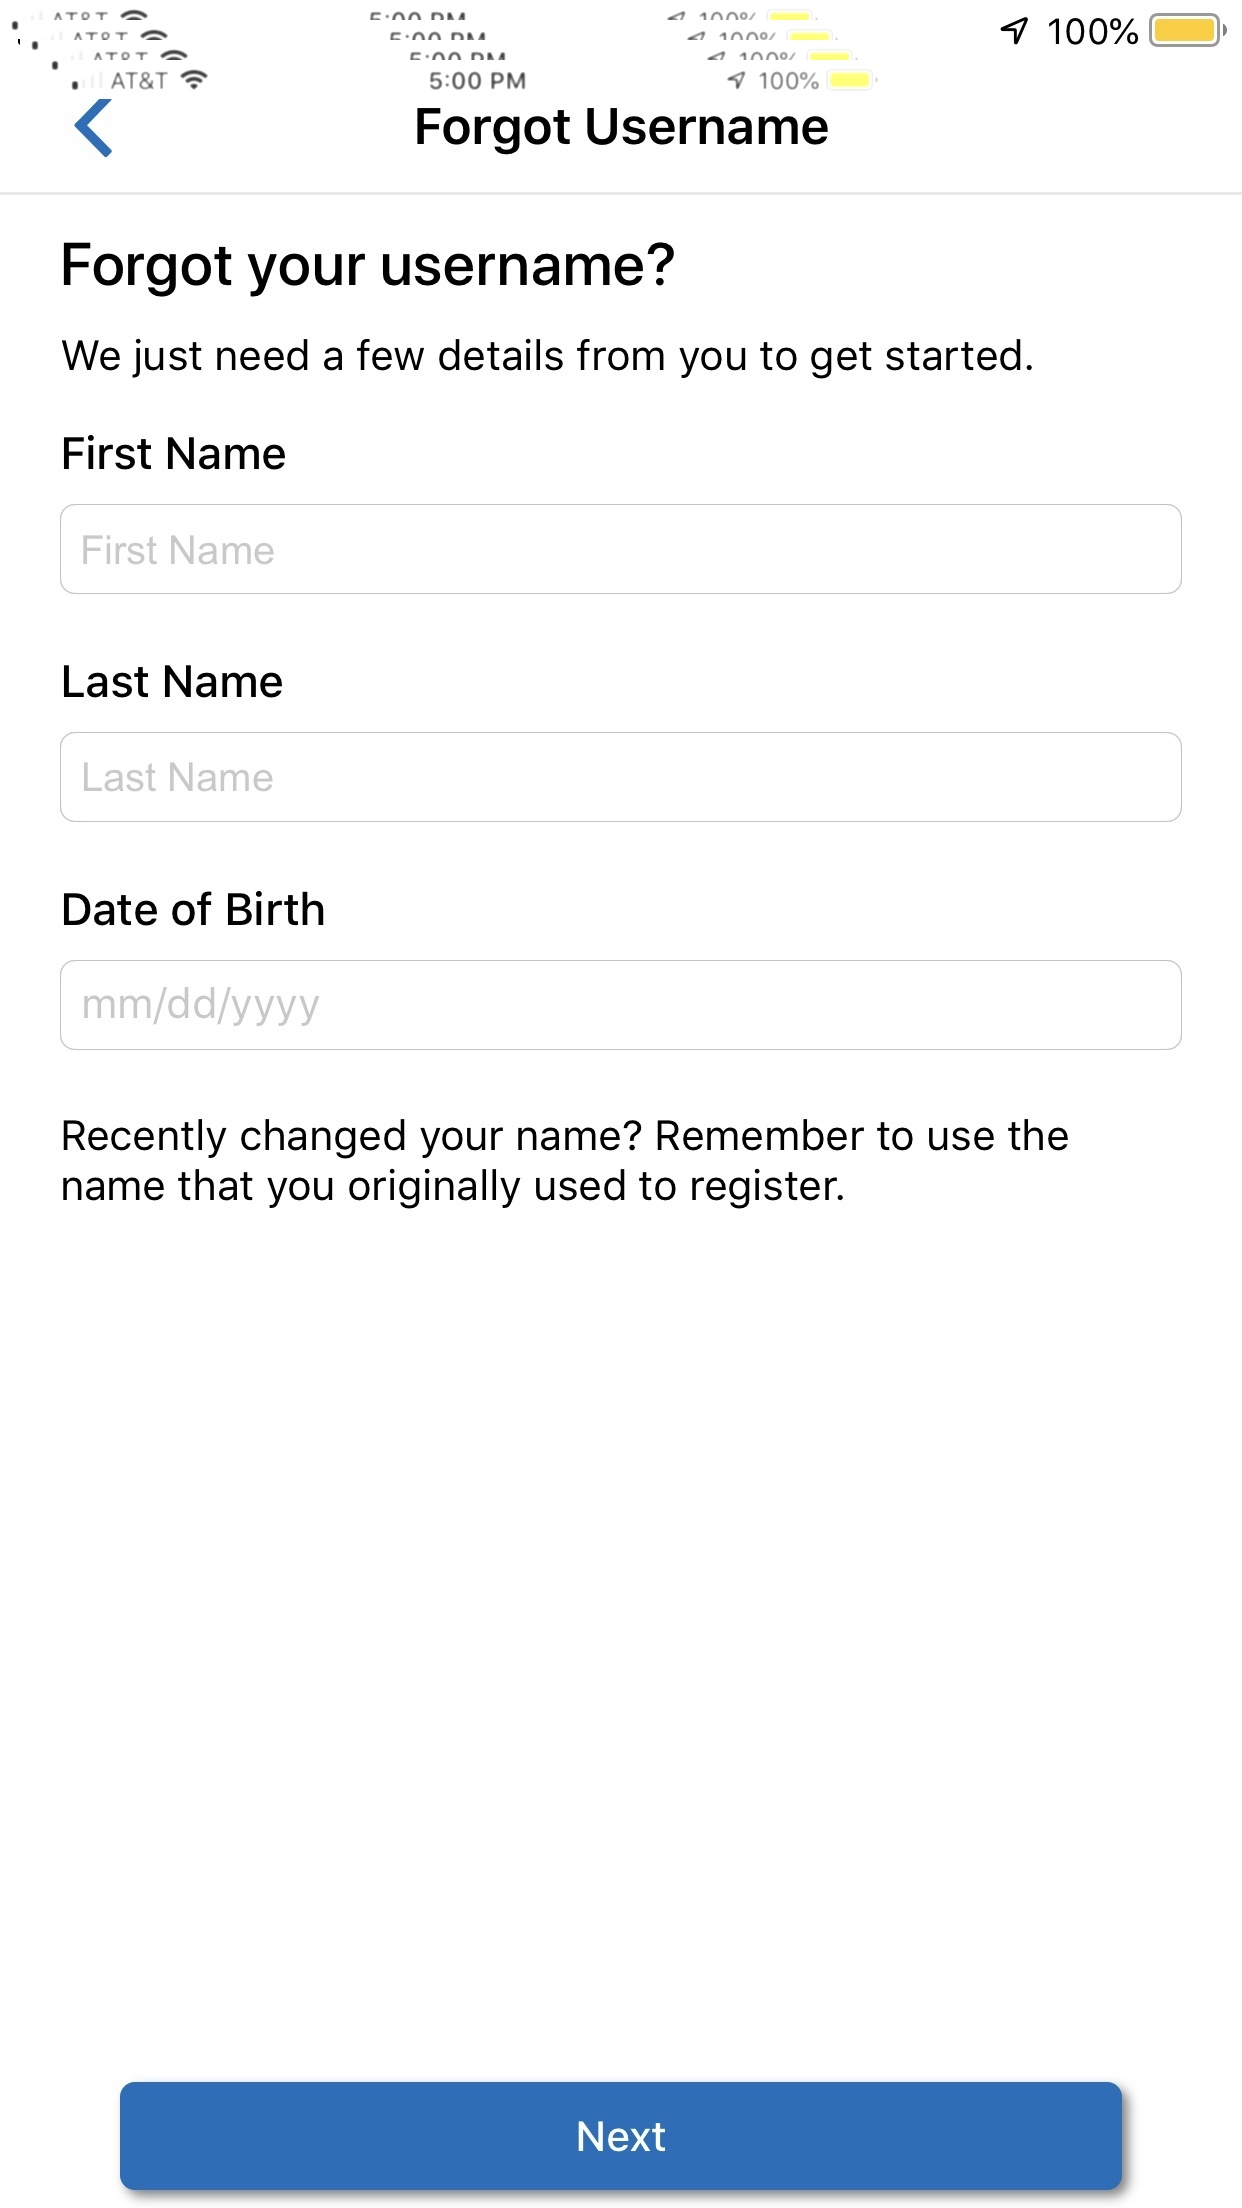 100%
AT&T 5:00 PM 100%
Forgot Username
Forgot your username?
We just need a few details from you to get started.
First Name
First Name
Last Name
Last Name
Date of Birth
mm/dd/yyyy
Recently changed your name? Remember to use the
name that you originally used to register.
Next